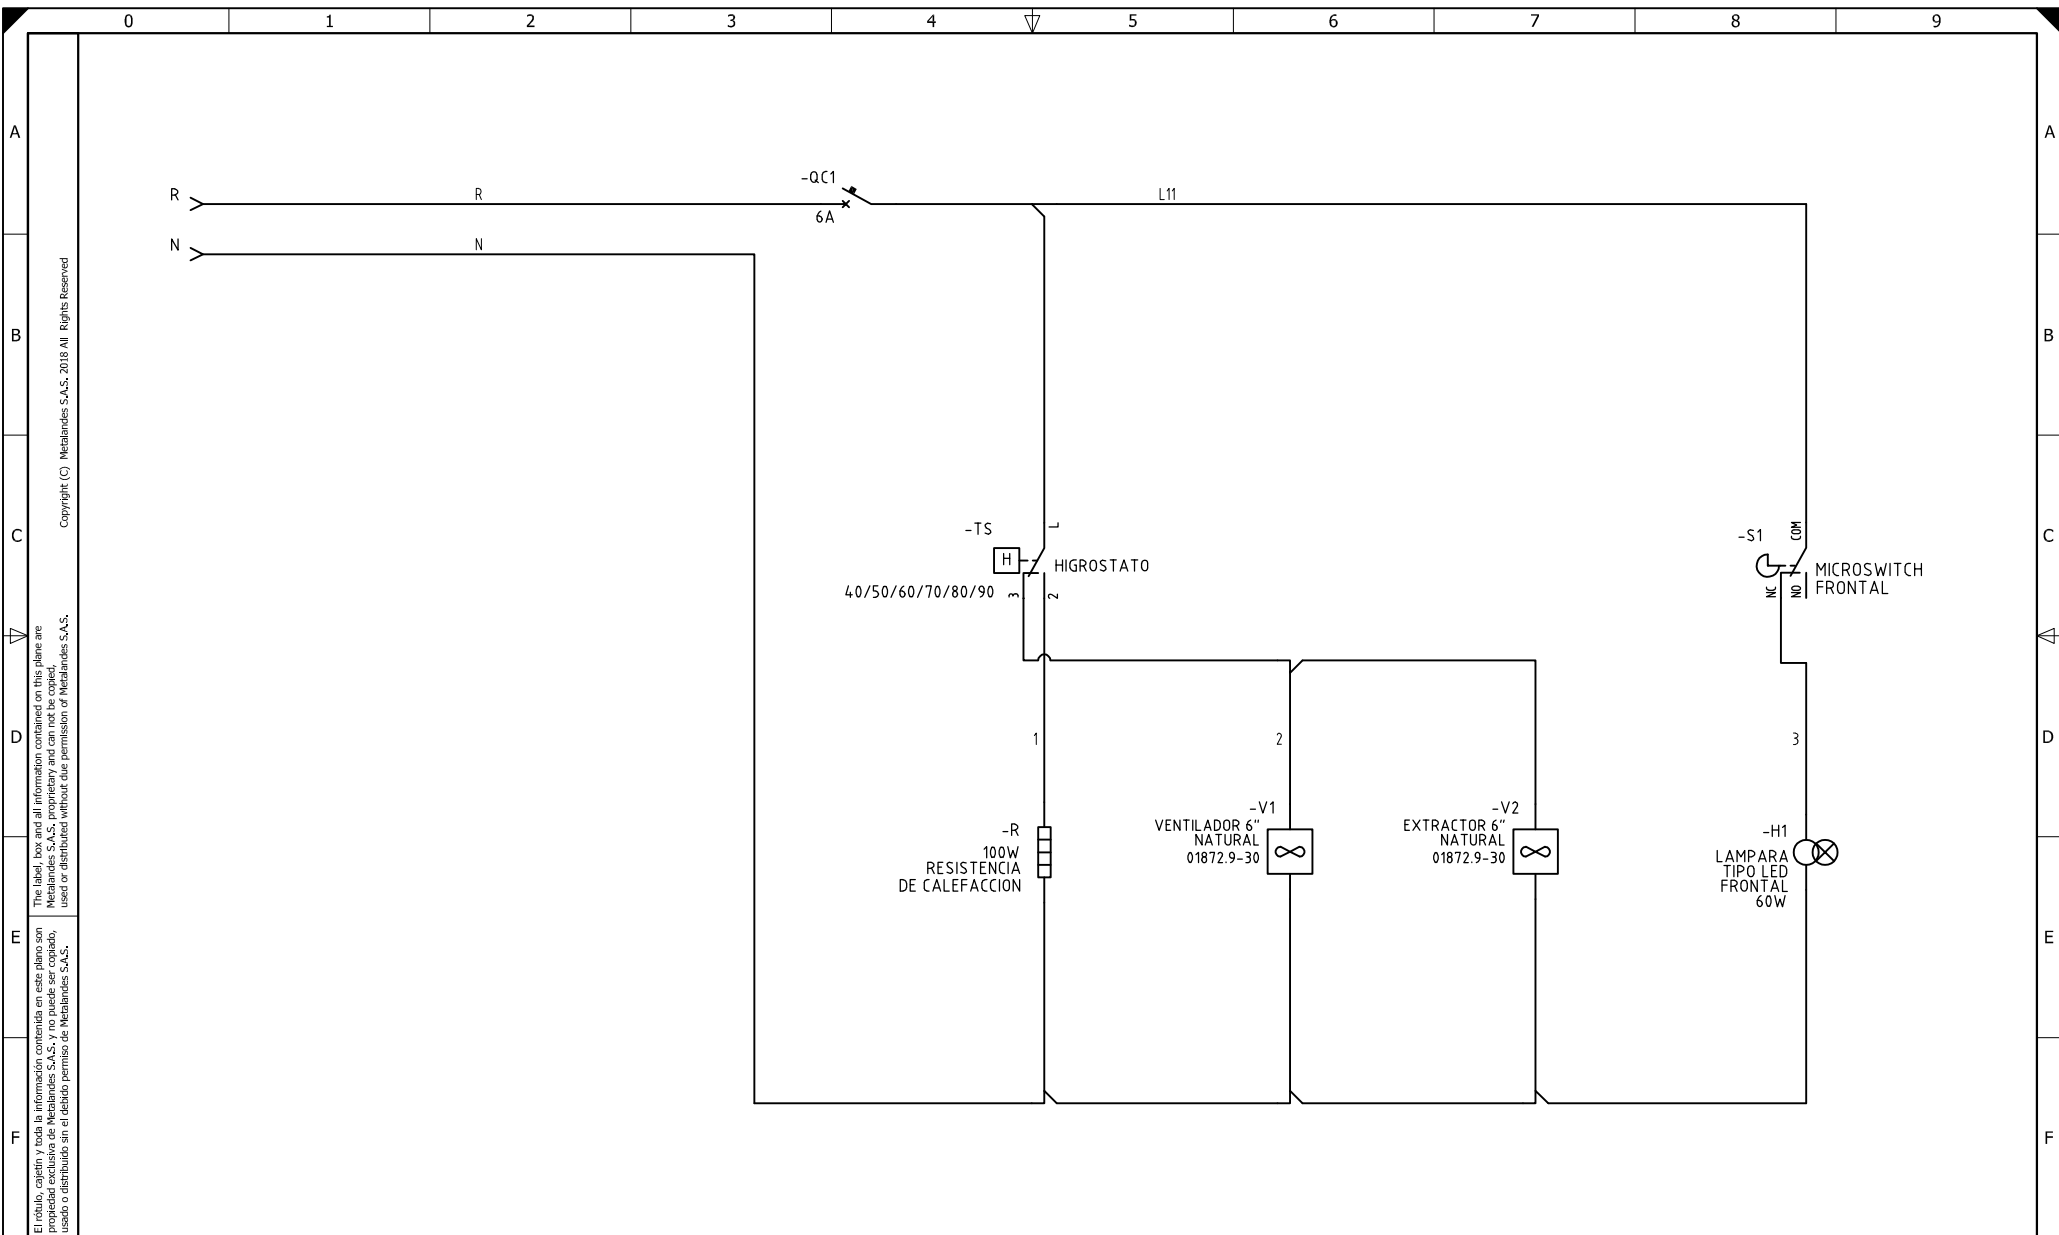 0 1 2 3 4 5 6 7 8 9
A A
-QC1
R R L11
6A
N N
B B
Copyright (C) Metalandes S.A.S. 2018 All Rights Reserved
C C
-TS L
H HIGROSTATO
40/50/60/70/80/90 3 2
-S1 COM
MICROSWITCH
FRONTAL
NC NO
The label, box and all information contained on this plane are
Metalandes S.A.S. proprietary and can not be copied,
used or distributed without due permission of Metalandes S.A.S.
D 1 2 3 D
-R
100W
RESISTENCIA
DE CALEFACCION
-V1
VENTILADOR 6"
NATURAL
01872.9-30
-V2
EXTRACTOR 6"
NATURAL
01872.9-30
-H1
LAMPARA
TIPO LED
FRONTAL
60W
E E
El rótulo, cajetín y toda la información contenida en este plano son
propiedad exclusiva de Metalandes S.A.S. y no puede ser copiado,
usado o distribuido sin el debido permiso de Metalandes S.A.S.
F F